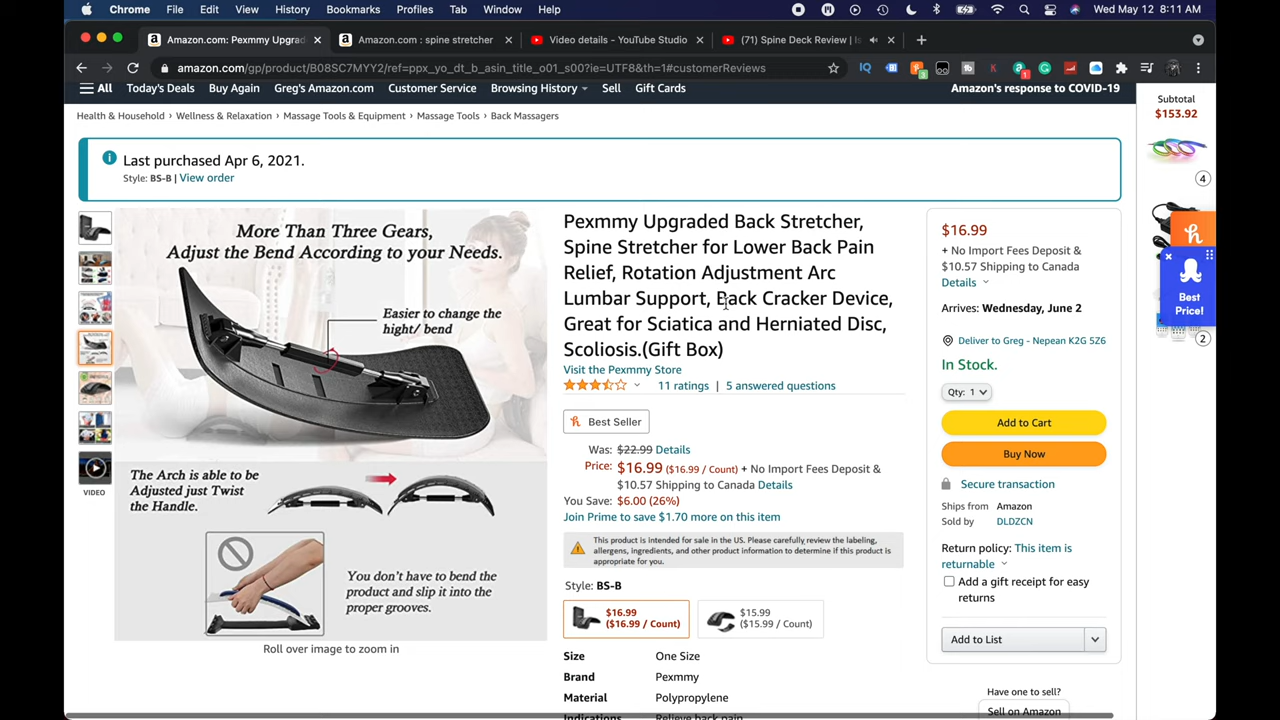 Chrome File Edit View History Bookmarks Profiles Tab Window Help
Wed May 12 8:11 AM
Amazon.com: Pexmmy Upgrad
Amazon.com : spine stretcher
Video details - YouTube Studio
(71) Spine Deck Review | Is
amazon.com/gp/product/B08SC7MYY2/ref=ppx_yo_dt_b_asin_title_o01_s00?ie=UTF8&th=1#customerReviews
All Today's Deals Buy Again Greg's Amazon.com Customer Service Browsing History Sell Gift Cards
Amazon's response to COVID-19
Health & Household › Wellness & Relaxation › Massage Tools & Equipment › Massage Tools › Back Massagers
Last purchased Apr 6, 2021.
Style: BS-B | View order
More Than Three Gears,
Adjust the Bend According to your Needs.
Easier to change the
hight/ bend
The Arch is able to be
Adjusted just Twist
the Handle.
You don't have to bend the
product and slip it into the
proper grooves.
VIDEO
Roll over image to zoom in
Pexmmy Upgraded Back Stretcher,
Spine Stretcher for Lower Back Pain
Relief, Rotation Adjustment Arc
Lumbar Support, Back Cracker Device,
Great for Sciatica and Herniated Disc,
Scoliosis.(Gift Box)
Visit the Pexmmy Store
11 ratings | 5 answered questions
Best Seller
Was: $22.99 Details
Price: $16.99 ($16.99 / Count) + No Import Fees Deposit &
$10.57 Shipping to Canada Details
You Save: $6.00 (26%)
Join Prime to save $1.70 more on this item
This product is intended for sale in the US. Please carefully review the labeling,
allergens, ingredients, and other product information to determine if this product is
appropriate for you.
Style: BS-B
$16.99
($16.99 / Count)
$15.99
($15.99 / Count)
Size One Size
Brand Pexmmy
Material Polypropylene
Indications Relieve back pain
$16.99
+ No Import Fees Deposit &
$10.57 Shipping to Canada
Details
Arrives: Wednesday, June 2
Deliver to Greg - Nepean K2G 5Z6
In Stock.
Qty: 1
Add to Cart
Buy Now
Secure transaction
Ships from Amazon
Sold by DLDZCN
Return policy: This item is
returnable
Add a gift receipt for easy
returns
Add to List
Have one to sell?
Sell on Amazon
Subtotal
$153.92
4
Best
Price!
2